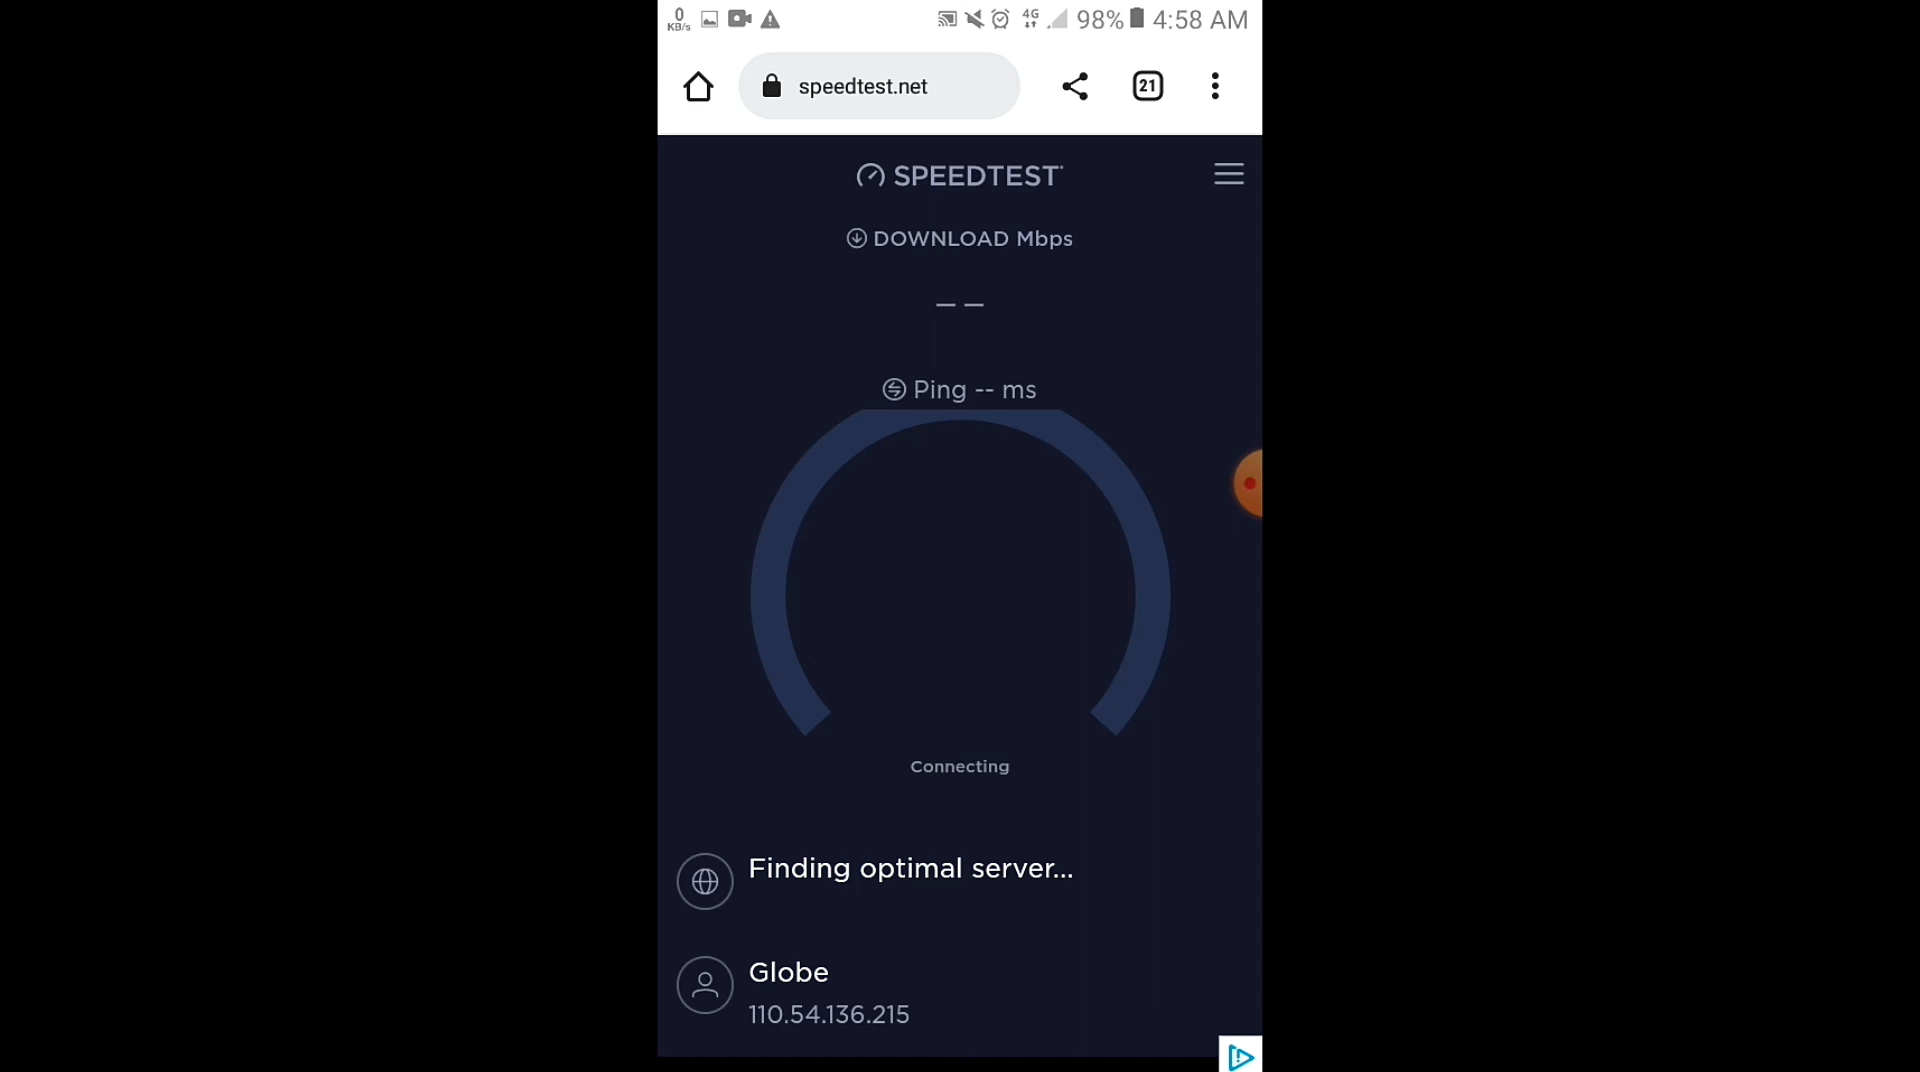 0 KB/s 4G 98% 4:58 AM
speedtest.net 21
SPEEDTEST
DOWNLOAD Mbps
— —
Ping -- ms
Connecting
Finding optimal server...
Globe
110.54.136.215